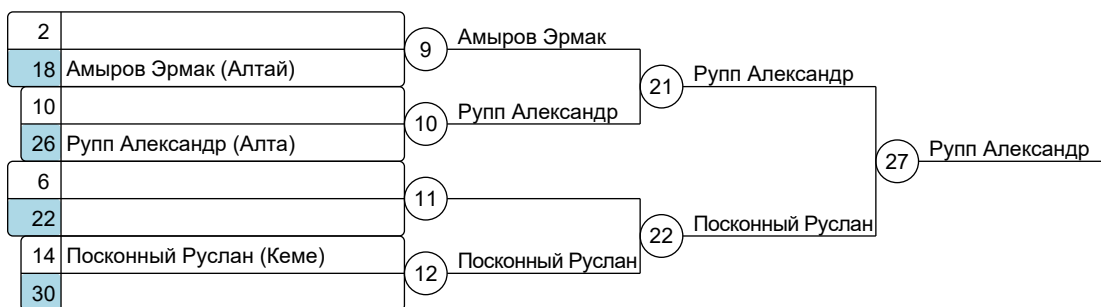 2
Амыров Эрмак
9
18 Амыров Эрмак (Алтай)
Рупп Александр
21
10
Рупп Александр
10
26 Рупп Александр (Алта)
Рупп Александр
27
6
11
22
Посконный Руслан
22
14 Посконный Руслан (Кеме)
Посконный Руслан
12
30